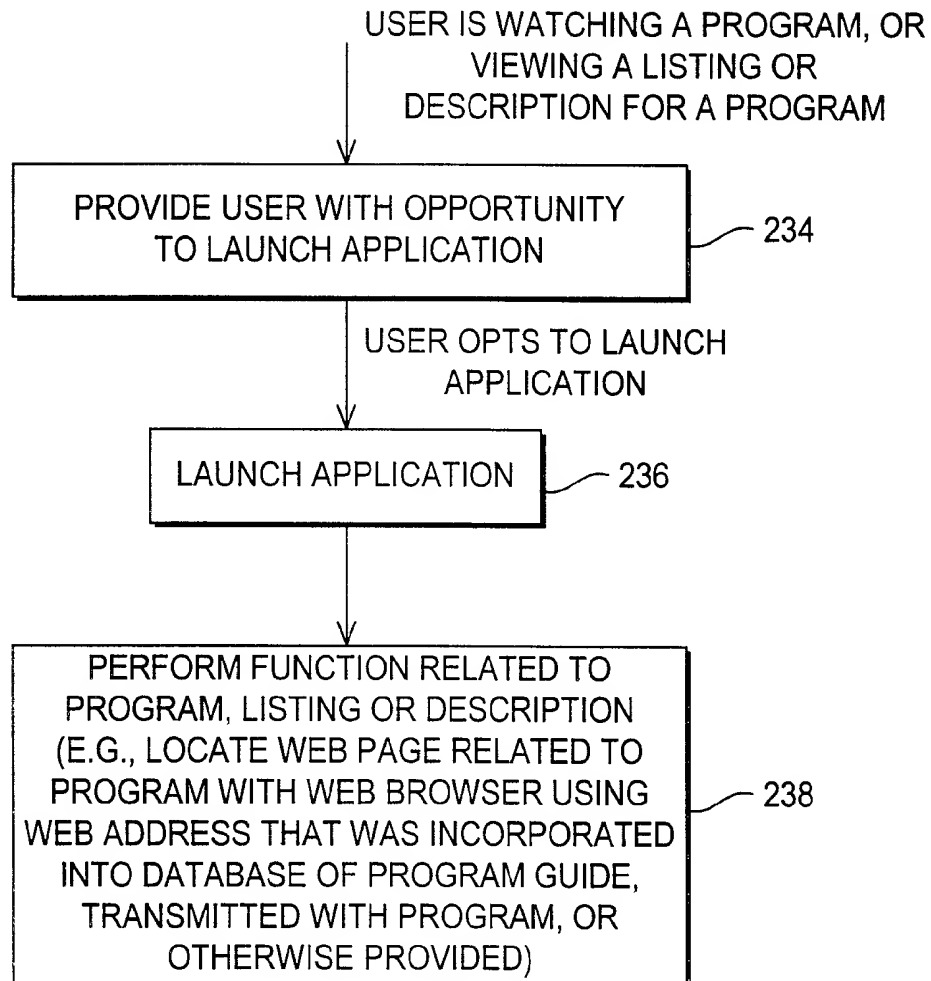 USER IS WATCHING A PROGRAM, OR
VIEWING A LISTING OR
DESCRIPTION FOR A PROGRAM
PROVIDE USER WITH OPPORTUNITY
TO LAUNCH APPLICATION
234
USER OPTS TO LAUNCH
APPLICATION
LAUNCH APPLICATION
236
PERFORM FUNCTION RELATED TO
PROGRAM, LISTING OR DESCRIPTION
(E.G., LOCATE WEB PAGE RELATED TO
PROGRAM WITH WEB BROWSER USING
WEB ADDRESS THAT WAS INCORPORATED
INTO DATABASE OF PROGRAM GUIDE,
TRANSMITTED WITH PROGRAM, OR
OTHERWISE PROVIDED)
238